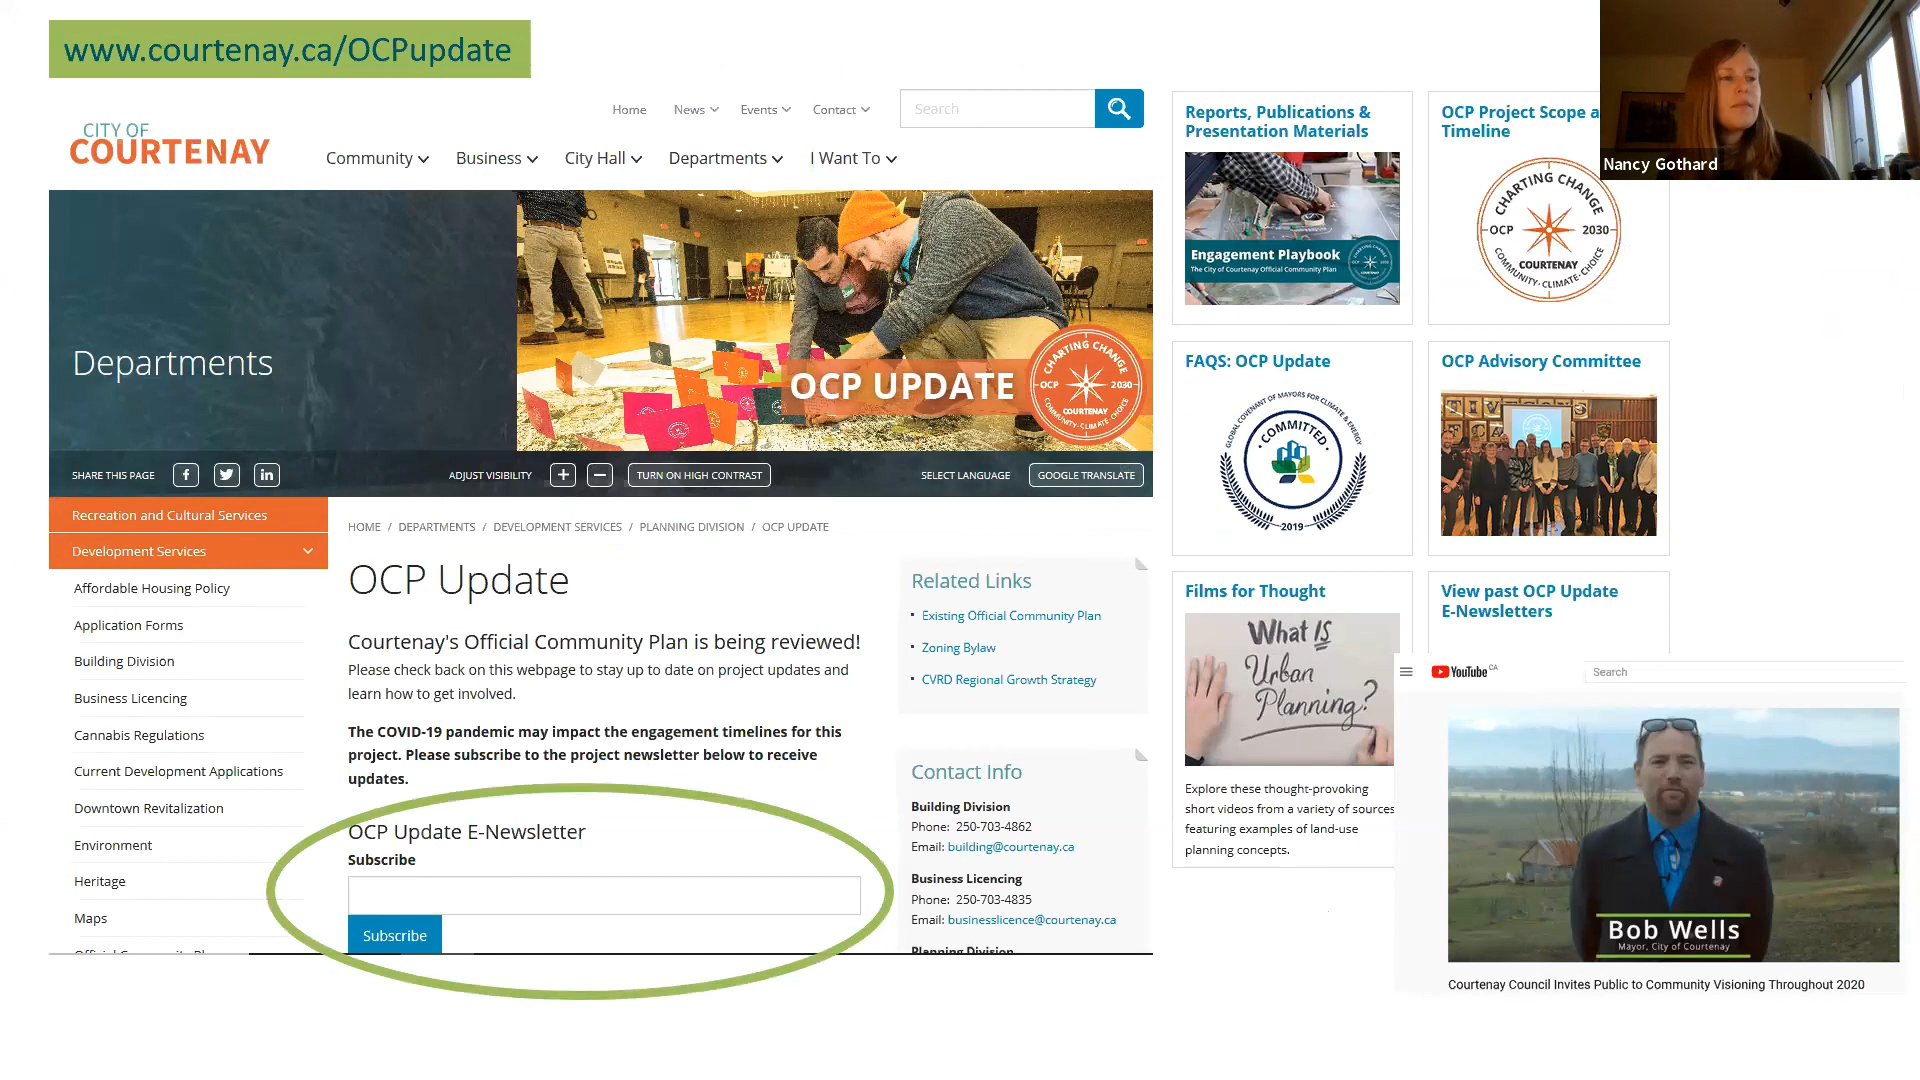 www.courtenay.ca/OCPupdate
CITY OF
COURTENAY
Home
News
Events
Contact
Search
Community
Business
City Hall
Departments
I Want To
Departments
OCP UPDATE
CHARTING CHANGE
OCP 2030
COURTENAY
COMMUNITY·CLIMATE·CHOICE
SHARE THIS PAGE
ADJUST VISIBILITY
TURN ON HIGH CONTRAST
SELECT LANGUAGE
GOOGLE TRANSLATE
Recreation and Cultural Services
Development Services
Affordable Housing Policy
Application Forms
Building Division
Business Licencing
Cannabis Regulations
Current Development Applications
Downtown Revitalization
Environment
Heritage
Maps
HOME / DEPARTMENTS / DEVELOPMENT SERVICES / PLANNING DIVISION / OCP UPDATE
OCP Update
Courtenay's Official Community Plan is being reviewed!
Please check back on this webpage to stay up to date on project updates and
learn how to get involved.
The COVID-19 pandemic may impact the engagement timelines for this
project. Please subscribe to the project newsletter below to receive
updates.
OCP Update E-Newsletter
Subscribe
Subscribe
Related Links
Existing Official Community Plan
Zoning Bylaw
CVRD Regional Growth Strategy
Contact Info
Building Division
Phone: 250-703-4862
Email: building@courtenay.ca
Business Licencing
Phone: 250-703-4835
Email: businesslicence@courtenay.ca
Planning Division
Reports, Publications &
Presentation Materials
Engagement Playbook
The City of Courtenay Official Community Plan
OCP Project Scope a
Timeline
CHARTING CHANGE
OCP 2030
COURTENAY
COMMUNITY·CLIMATE·CHOICE
Nancy Gothard
FAQS: OCP Update
GLOBAL COVENANT OF MAYORS FOR CLIMATE & ENERGY
·COMMITTED·
2019
OCP Advisory Committee
Films for Thought
What IS
Urban
Planning?
Explore these thought-provoking
short videos from a variety of sources
featuring examples of land-use
planning concepts.
View past OCP Update
E-Newsletters
YouTube CA
Search
Bob Wells
Mayor, City of Courtenay
Courtenay Council Invites Public to Community Visioning Throughout 2020